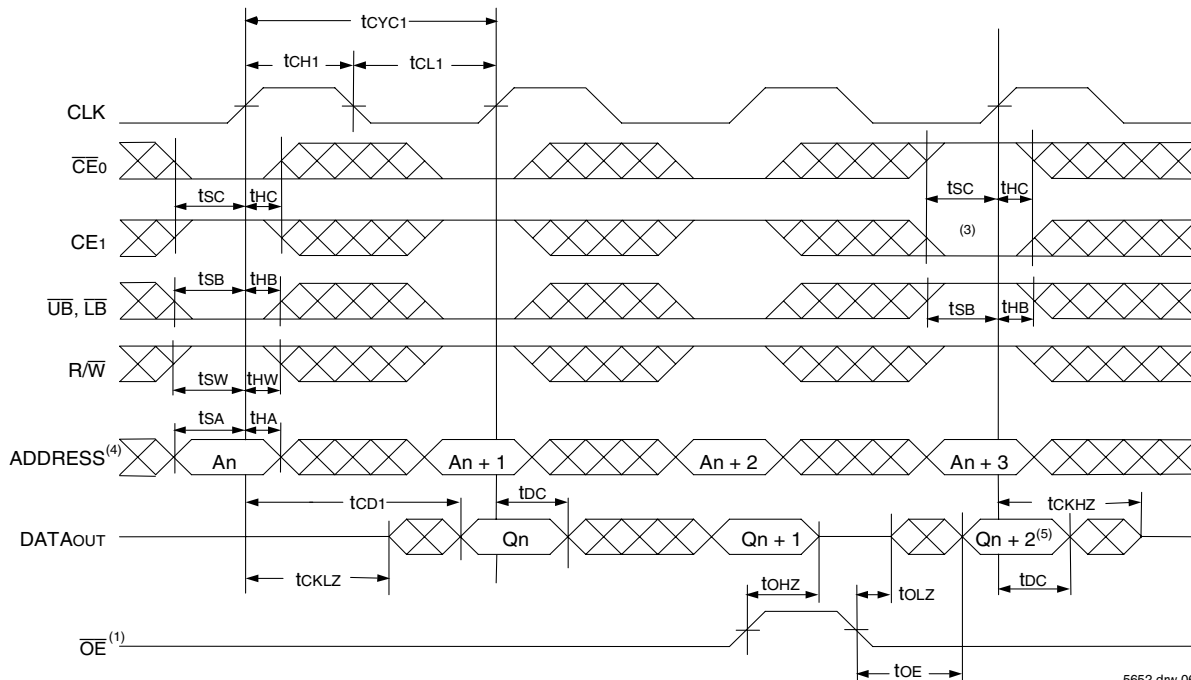 tCYC1
tCH1 tCL1
CLK
CE0
tSC tHC tSC tHC
CE1 (3)
tSB tHB
UB, LB tSB tHB
R/W
tSW tHW
tSA tHA
ADDRESS(4) An An + 1 An + 2 An + 3
tCD1 tDC tCKHZ
DATAOUT Qn Qn + 1 Qn + 2(5)
tCKLZ tOHZ tOLZ tDC
OE(1)
tOE